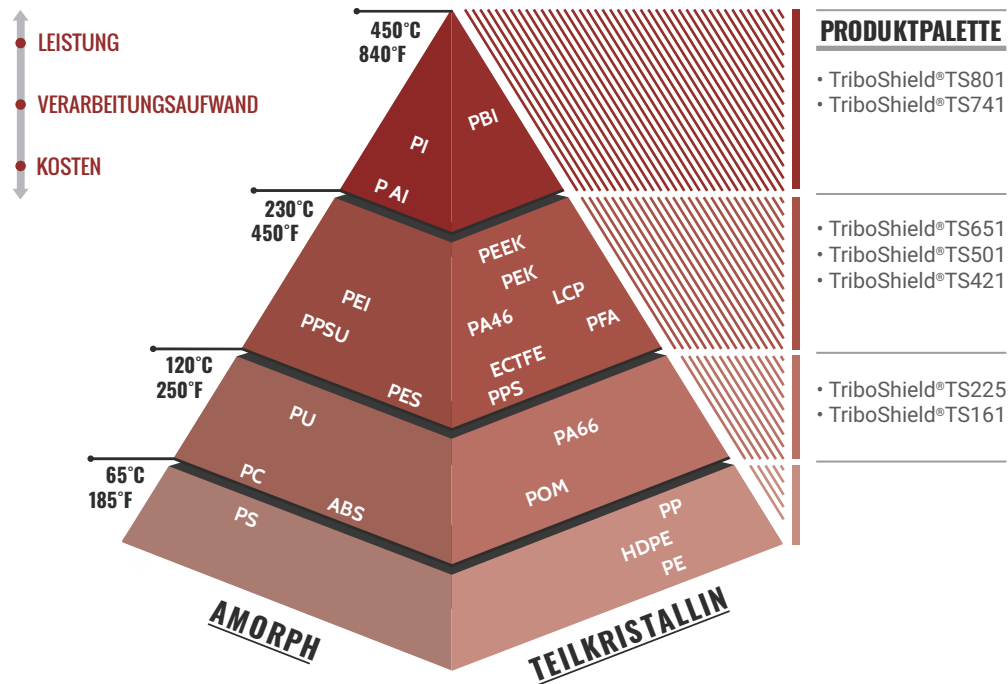 LEISTUNG
VERARBEITUNGSAUFWAND
KOSTEN
450°C
840°F
230°C
450°F
120°C
250°F
65°C
185°F
PI
PBI
P AI
PEEK
PEK
LCP
PEI
PA46
PFA
PPSU
ECTFE
PES
PPS
PU
PA66
PC
POM
ABS
PS
PP
HDPE
PE
AMORPH
TEILKRISTALLIN
PRODUKTPALETTE
• TriboShield®TS801
• TriboShield®TS741
• TriboShield®TS651
• TriboShield®TS501
• TriboShield®TS421
• TriboShield®TS225
• TriboShield®TS161